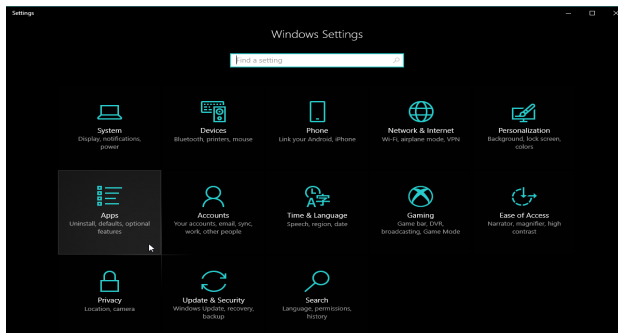 Settings
Windows Settings
Find a setting
System
Display, notifications,
power
Devices
Bluetooth, printers, mouse
Phone
Link your Android, iPhone
Network & Internet
Wi-Fi, airplane mode, VPN
Personalization
Background, lock screen,
colors
Apps
Uninstall, defaults, optional
features
Accounts
Your accounts, email, sync,
work, other people
Time & Language
Speech, region, date
Gaming
Game bar, DVR,
broadcasting, Game Mode
Ease of Access
Narrator, magnifier, high
contrast
Privacy
Location, camera
Update & Security
Windows Update, recovery,
backup
Search
Language, permissions,
history